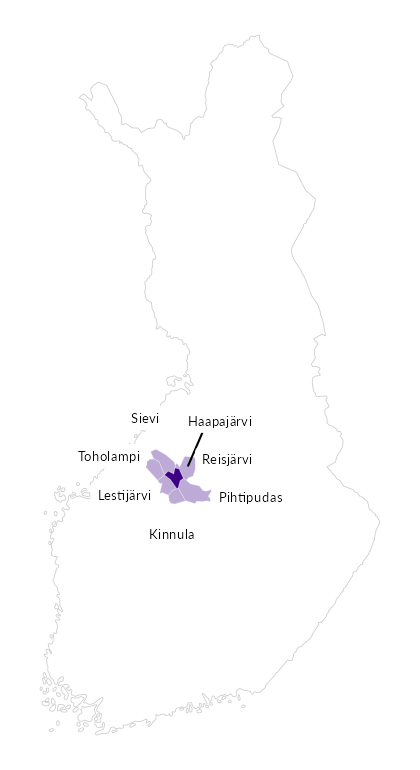 Sievi
Haapajärvi
Toholampi
Reisjärvi
Lestijärvi
Pihtipudas
Kinnula